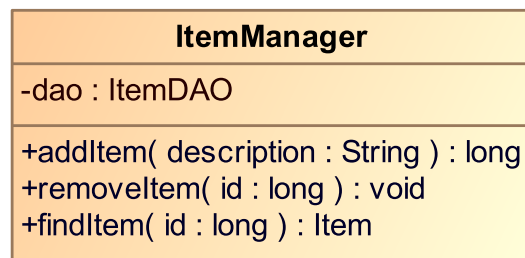 ItemManager
-dao : ItemDAO
+addItem( description : String ) : long
+removeItem( id : long ) : void
+findItem( id : long ) : Item